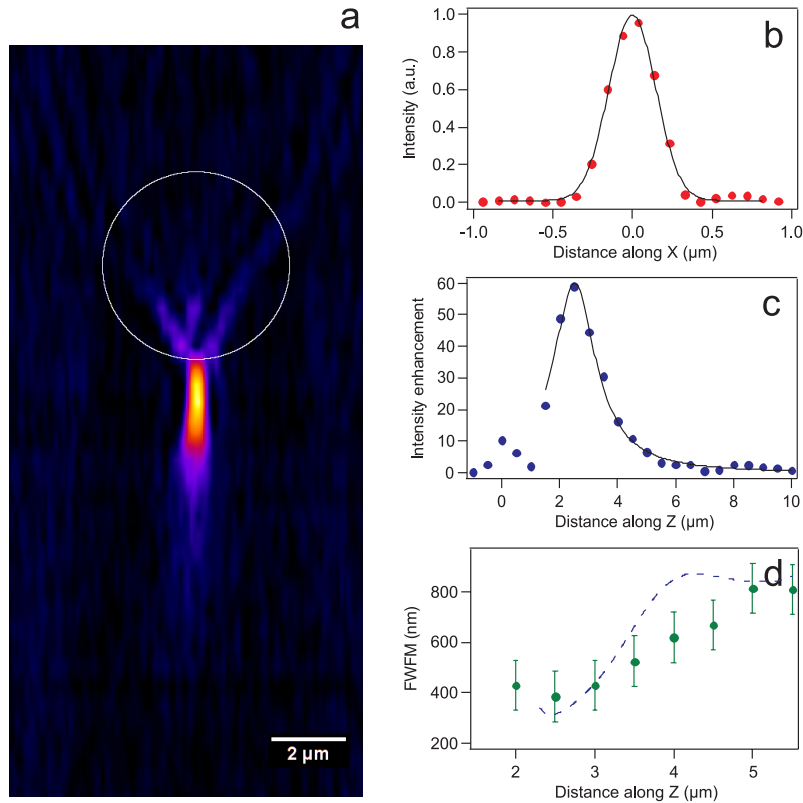 a
2 µm
b
Intensity (a.u.)
1.0
0.8
0.6
0.4
0.2
0.0
-1.0 -0.5 0.0 0.5 1.0
Distance along X (µm)
c
Intensity enhancement
60
50
40
30
20
10
0
0 2 4 6 8 10
Distance along Z (µm)
d
FWFM (nm)
800
600
400
200
2 3 4 5
Distance along Z (µm)